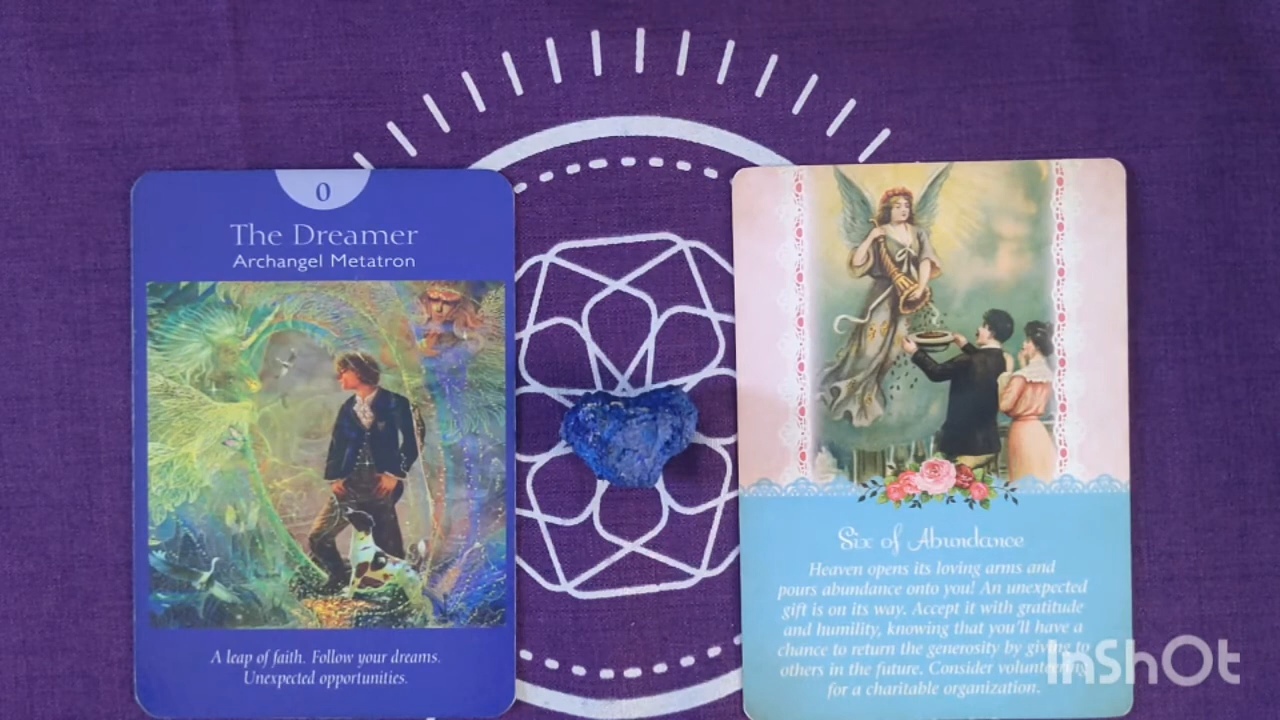 0
The Dreamer
Archangel Metatron
A leap of faith. Follow your dreams.
Unexpected opportunities.
Six of Abundance
Heaven opens its loving arms and
pours abundance onto you! An unexpected
gift is on its way. Accept it with gratitude
and humility, knowing that you'll have a
chance to return the generosity by giving to
others in the future. Consider volunteering
for a charitable organization.
InShOt